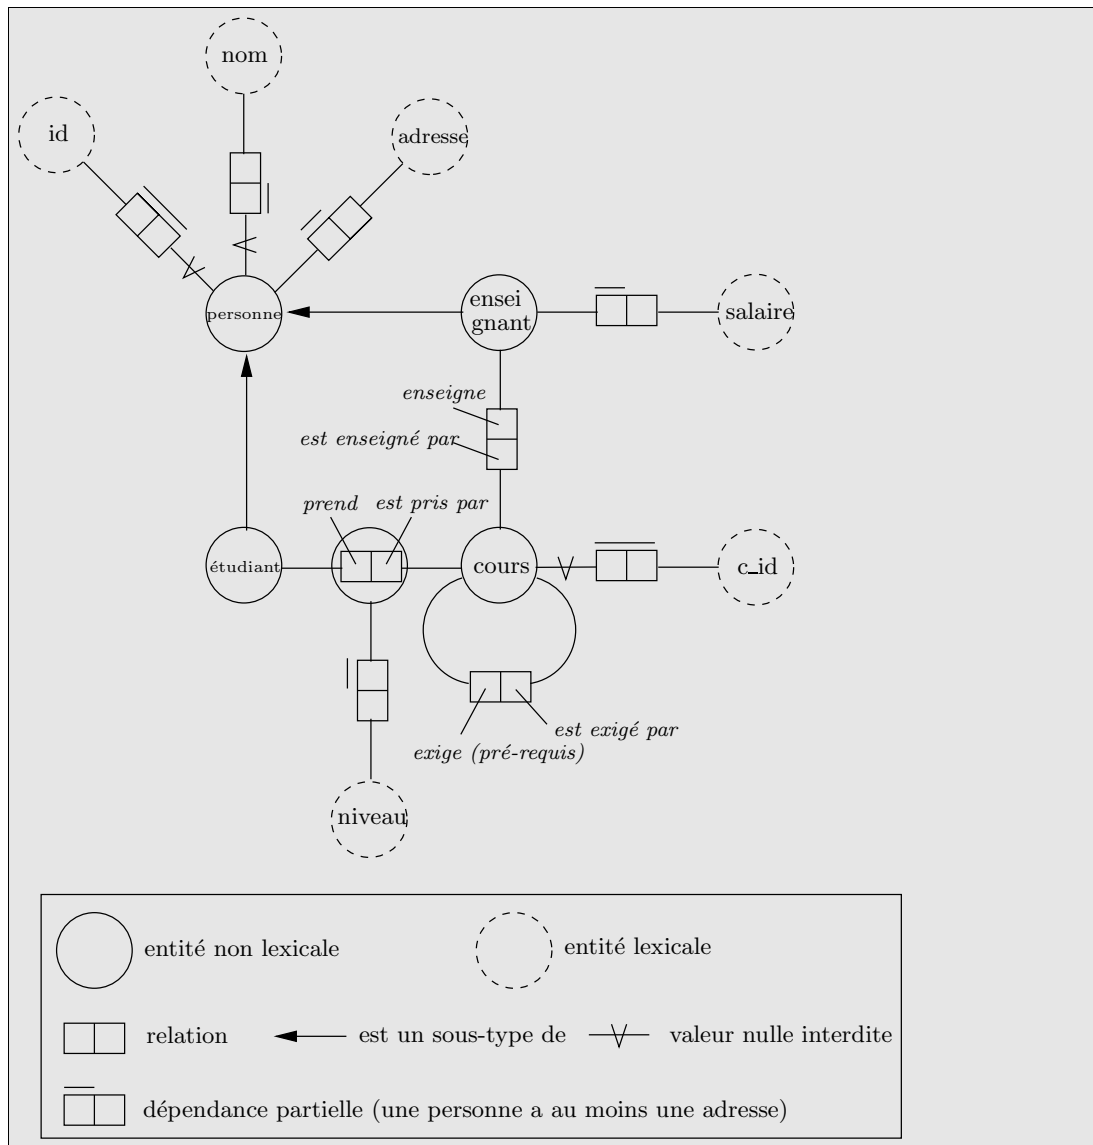 nom
id
adresse
personne
ensei
gnant
salaire
enseigne
est enseigné par
prend
est pris par
étudiant
cours
c_id
est exigé par
exige (pré-requis)
niveau
entité non lexicale
entité lexicale
relation
est un sous-type de
valeur nulle interdite
dépendance partielle (une personne a au moins une adresse)